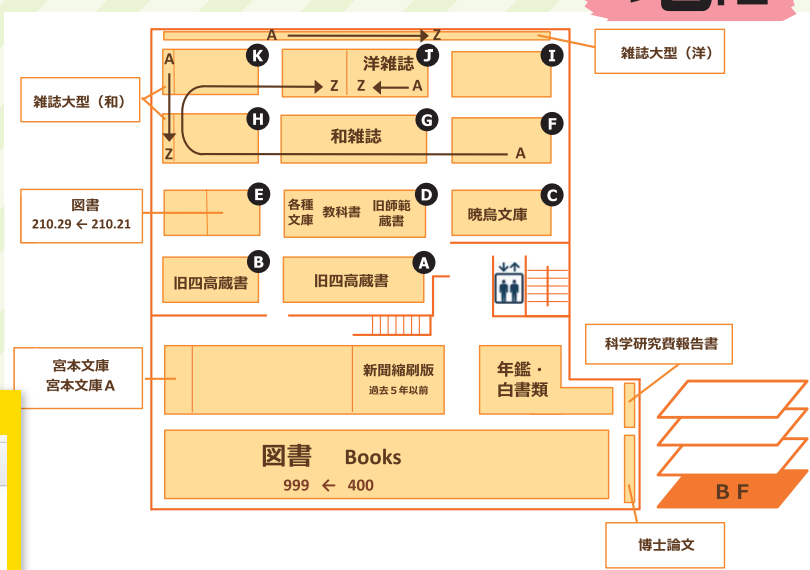 A → Z
雑誌大型（洋）
K
洋雑誌
J
I
A
Z Z ← A
雑誌大型（和）
H
G
F
和雑誌
Z
A
図書
210.29 ← 210.21
E
各種
文庫
教科書
旧師範
蔵書
D
暁烏文庫
C
旧四高蔵書
B
旧四高蔵書
A
科学研究費報告書
宮本文庫
宮本文庫A
新聞縮刷版
過去５年以前
年鑑・
白書類
図書 Books
999 ← 400
BF
博士論文